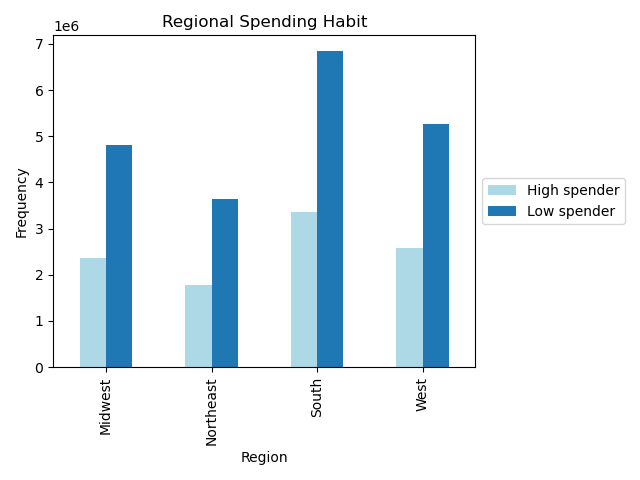 Regional Spending Habit
1e6
7
6
5
4
3
2
1
0
Frequency
Midwest
Northeast
South
West
Region
High spender
Low spender